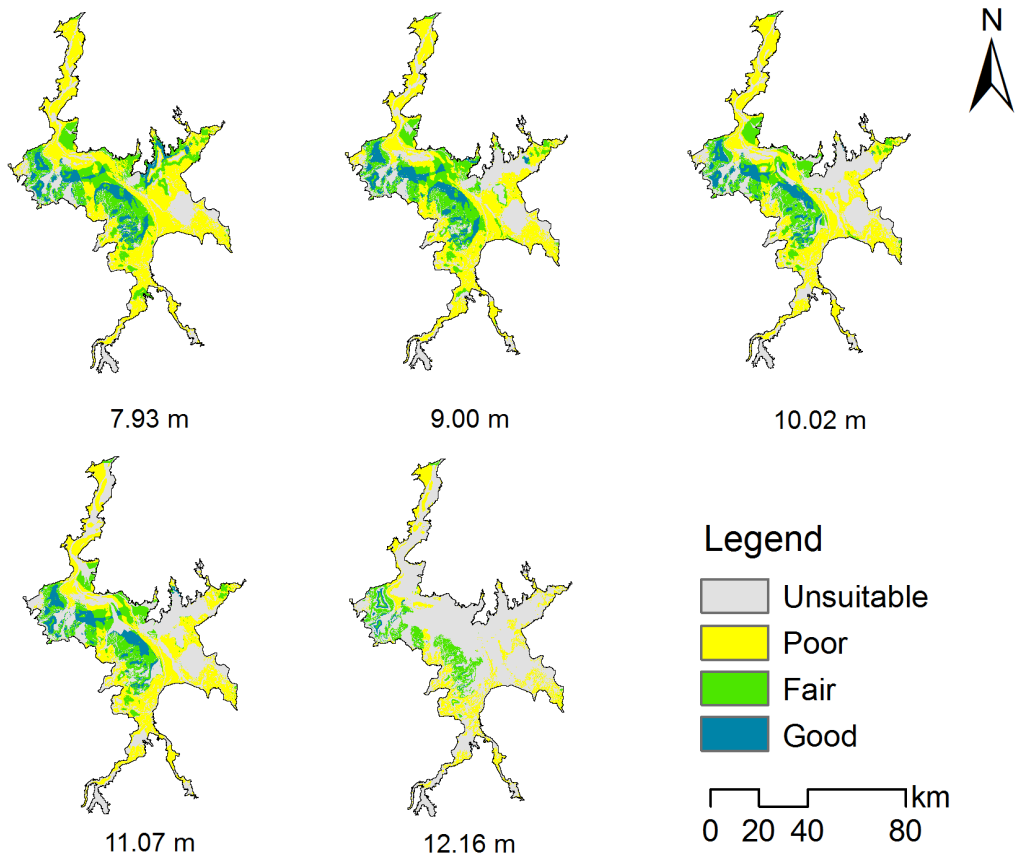 N
7.93 m
9.00 m
10.02 m
11.07 m
12.16 m
Legend
Unsuitable
Poor
Fair
Good
km
0 20 40 80